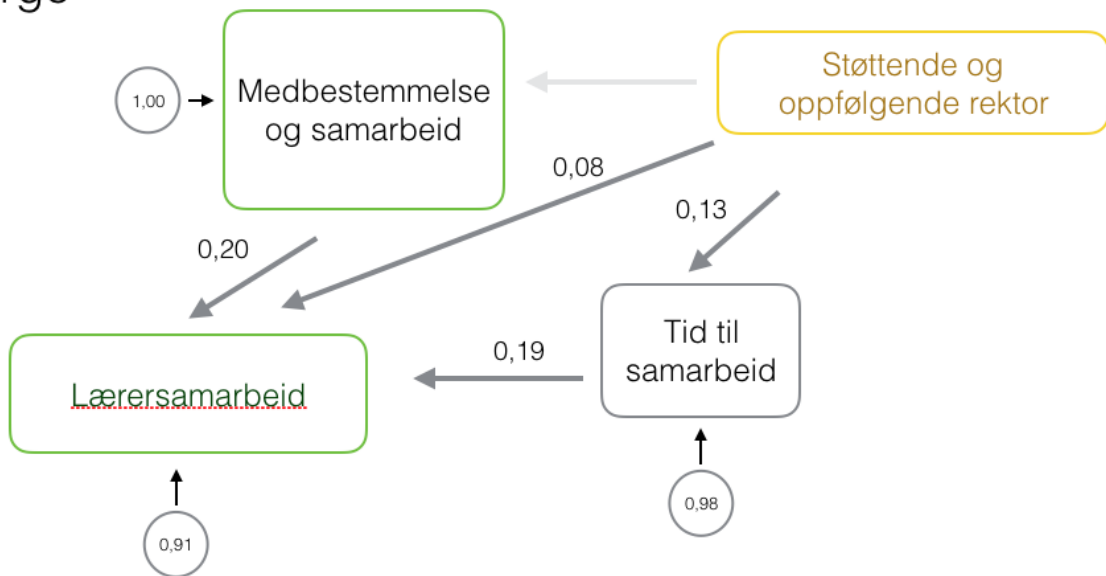 Medbestemmelse
og samarbeid
Støttende og
oppfølgende rektor
1,00
0,08
0,13
0,20
Tid til
samarbeid
0,19
Lærersamarbeid
0,98
0,91